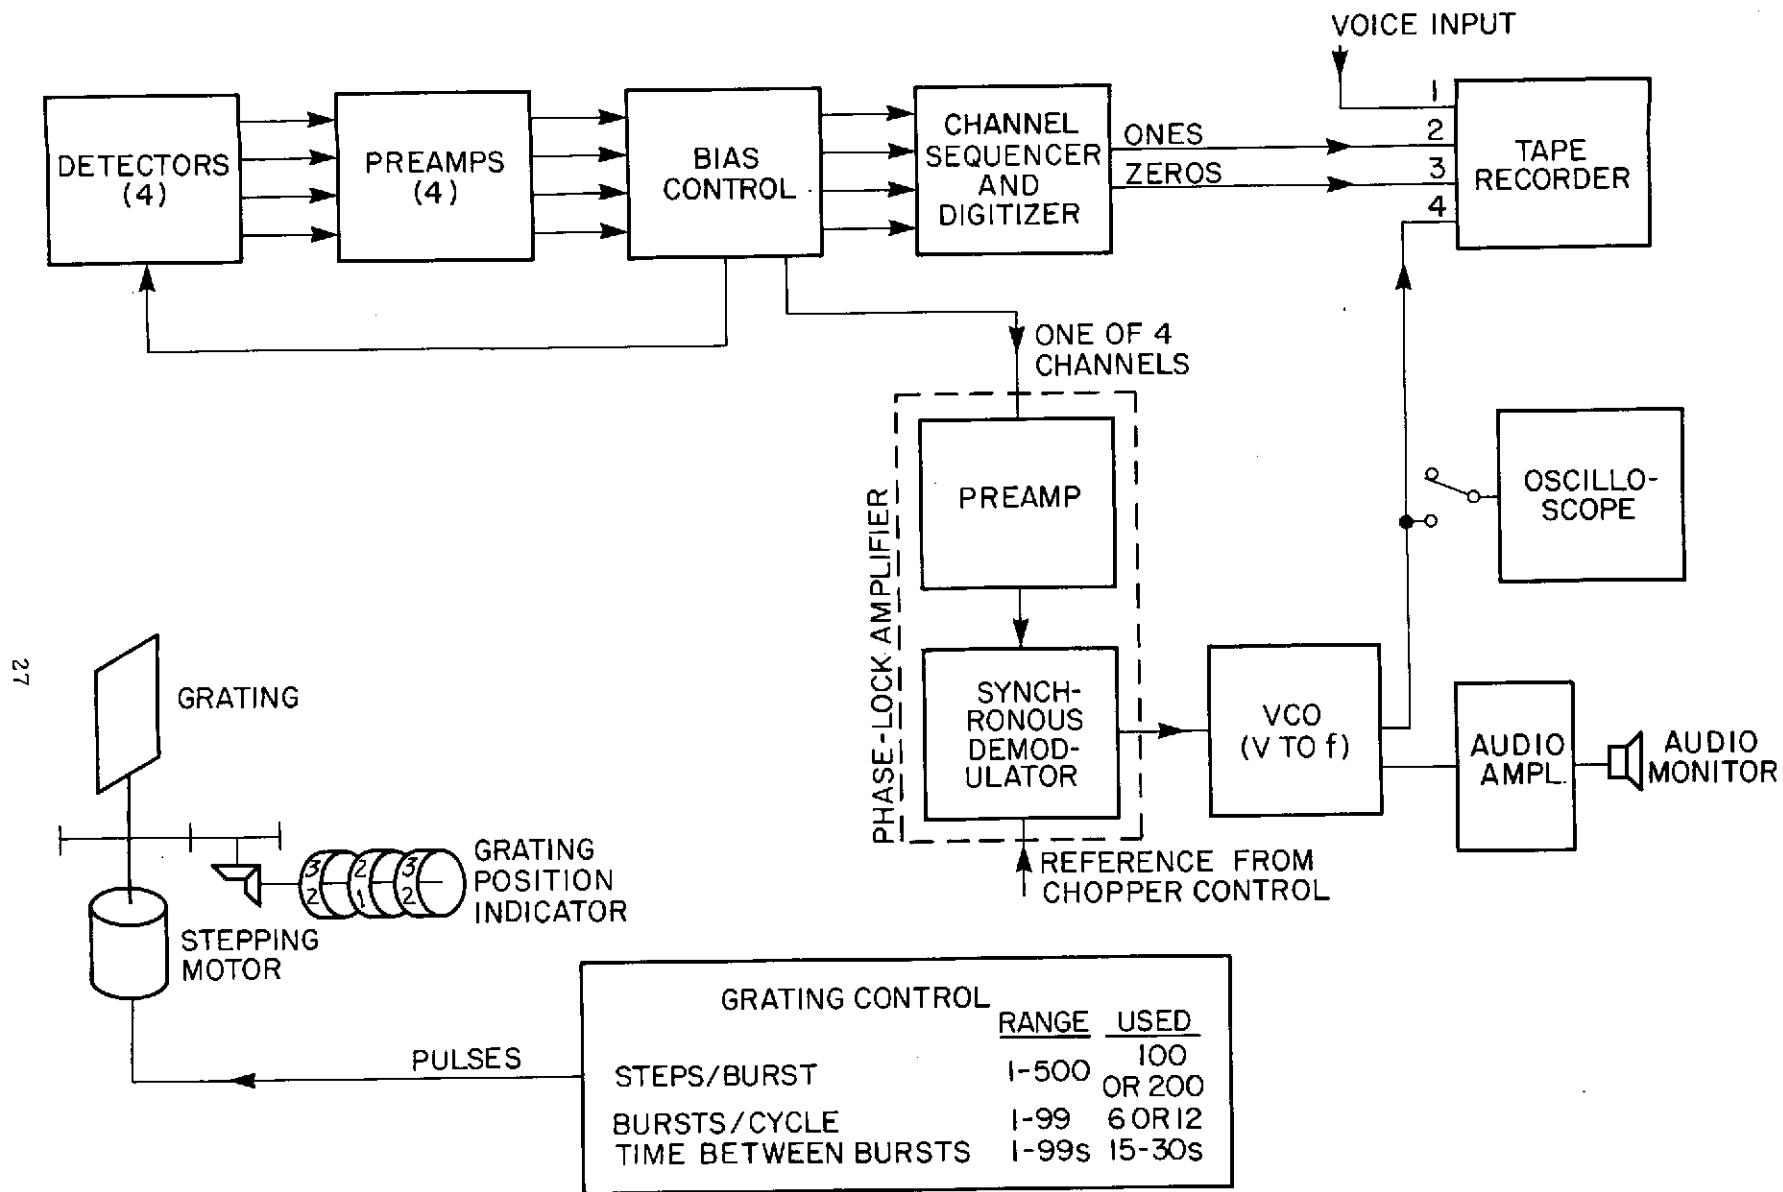 VOICE INPUT
DETECTORS
(4)
PREAMPS
(4)
BIAS
CONTROL
CHANNEL
SEQUENCER
AND
DIGITIZER
ONES
ZEROS
1
2
3
4
TAPE
RECORDER
ONE OF 4
CHANNELS
PHASE-LOCK AMPLIFIER
PREAMP
OSCILLO-
SCOPE
SYNCH-
RONOUS
DEMOD-
ULATOR
VCO
(V TO f)
AUDIO
AMPL.
AUDIO
MONITOR
REFERENCE FROM
CHOPPER CONTROL
27
GRATING
GRATING
POSITION
INDICATOR
3 2 3
2 1 2
STEPPING
MOTOR
PULSES
GRATING CONTROL
RANGE USED
STEPS/BURST 1-500 100
OR 200
BURSTS/CYCLE 1-99 6 OR 12
TIME BETWEEN BURSTS 1-99s 15-30s